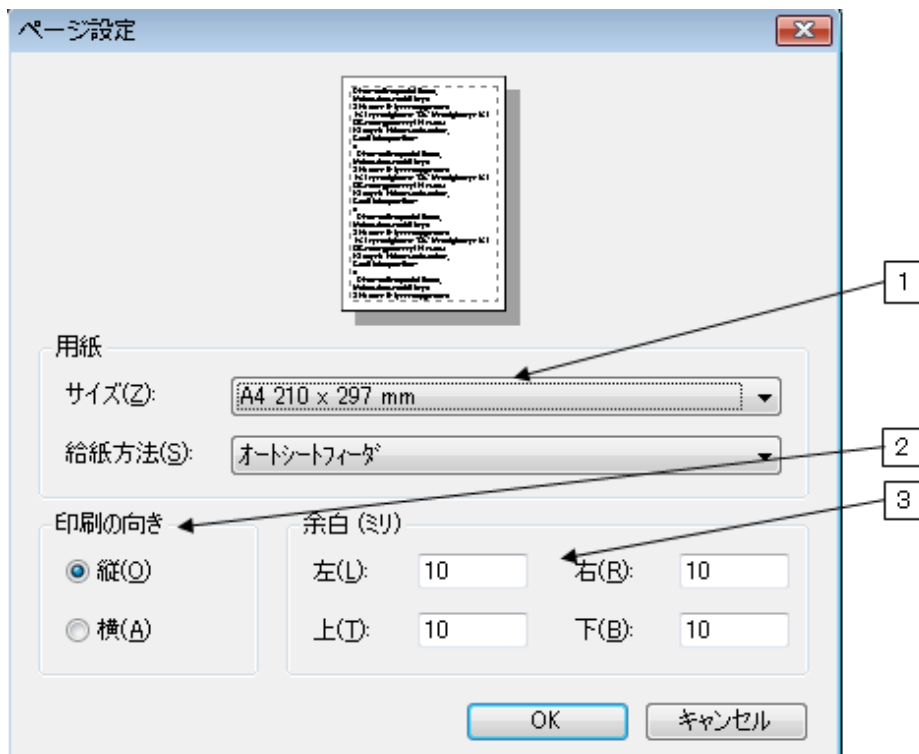 ページ設定
1
用紙
サイズ(Z):
A4 210 x 297 mm
給紙方法(S):
オートシートフィーダ
2
3
印刷の向き
余白 (ミリ)
縦(O)
左(L): 10 右(R): 10
横(A)
上(T): 10 下(B): 10
OK キャンセル